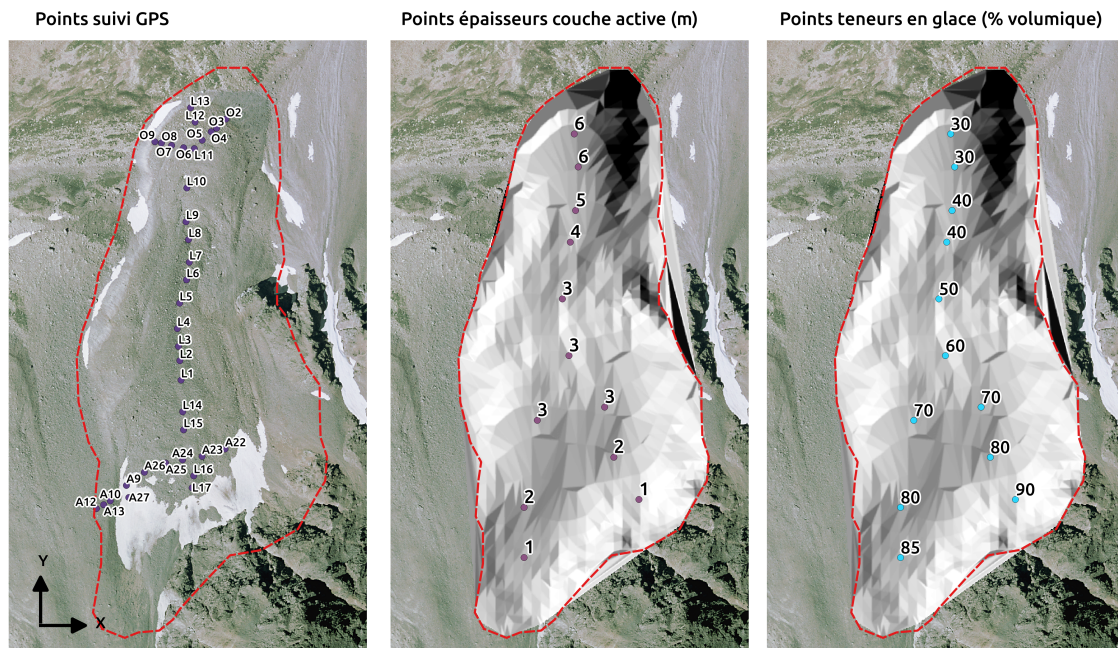 Points suivi GPS
Points épaisseurs couche active (m)
Points teneurs en glace (% volumique)
L13
L12
O2
O3
O5
O4
O9
O8
O7
O6
L11
L10
L9
L8
L7
L6
L5
L4
L3
L2
L1
L14
L15
A22
A24
A23
A26
A25
L16
A9
L17
A10
A27
A12
A13
Y
X
6
6
5
4
3
3
3
3
2
1
2
1
30
30
40
40
50
60
70
70
80
90
80
85